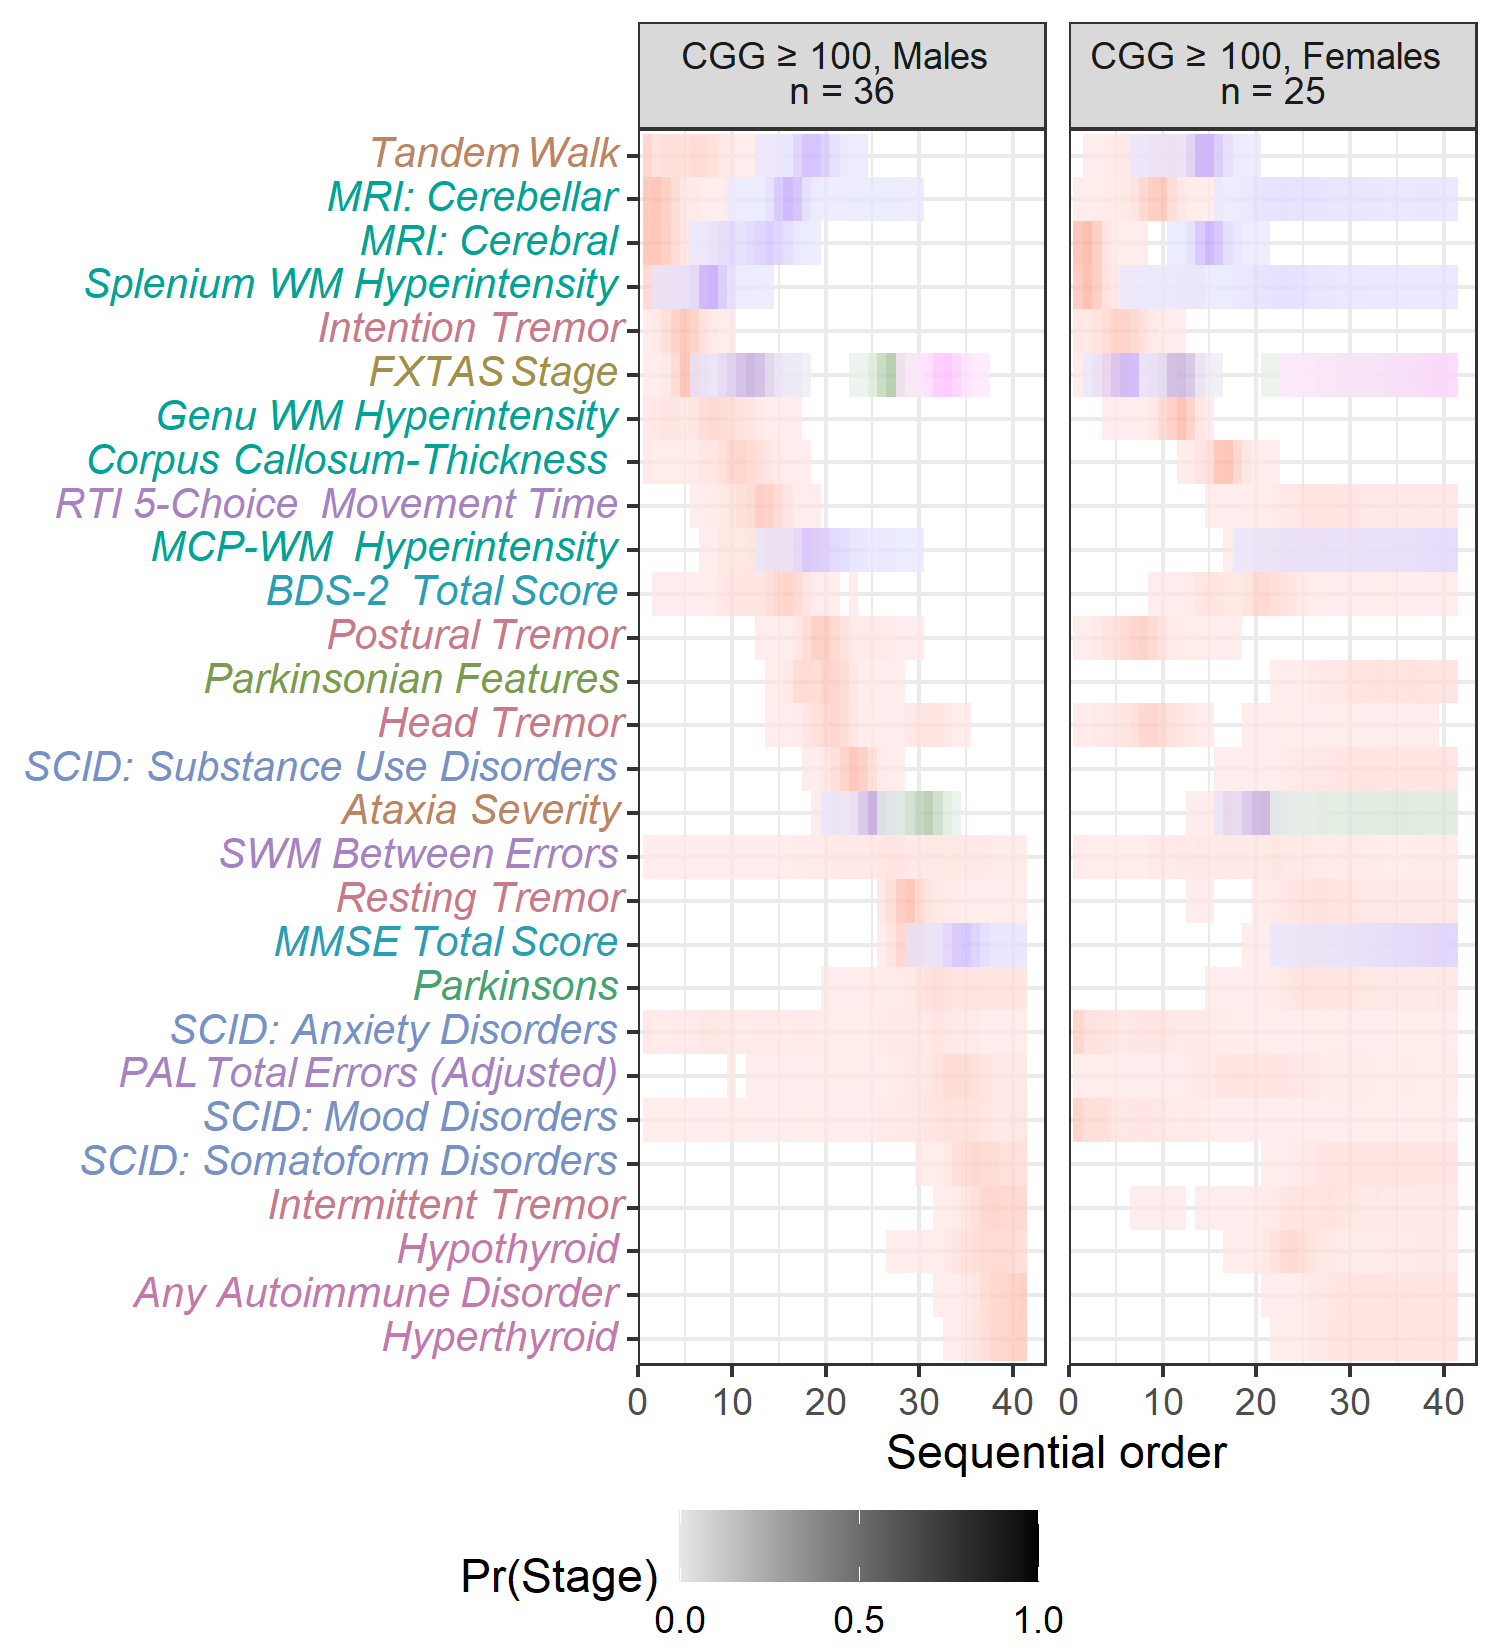 CGG ≥ 100, Males
n = 36
CGG ≥ 100, Females
n = 25
Tandem Walk
MRI: Cerebellar
MRI: Cerebral
Splenium WM Hyperintensity
Intention Tremor
FXTAS Stage
Genu WM Hyperintensity
Corpus Callosum-Thickness
RTI 5-Choice Movement Time
MCP-WM Hyperintensity
BDS-2 Total Score
Postural Tremor
Parkinsonian Features
Head Tremor
SCID: Substance Use Disorders
Ataxia Severity
SWM Between Errors
Resting Tremor
MMSE Total Score
Parkinsons
SCID: Anxiety Disorders
PAL Total Errors (Adjusted)
SCID: Mood Disorders
SCID: Somatoform Disorders
Intermittent Tremor
Hypothyroid
Any Autoimmune Disorder
Hyperthyroid
0 10 20 30 40 0 10 20 30 40
Sequential order
Pr(Stage)
0.0 0.5 1.0